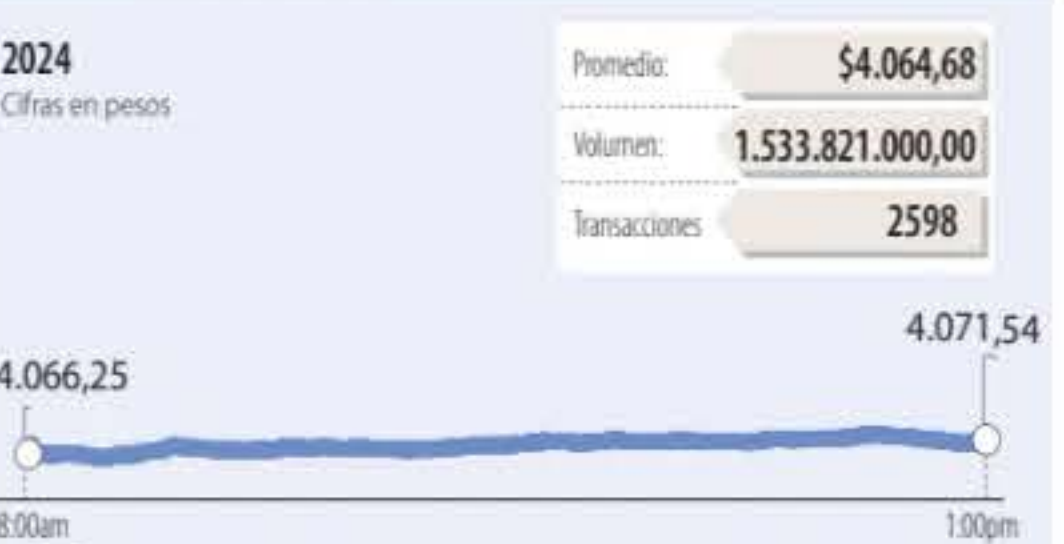 2024
Cifras en pesos
Promedio: $4.064,68
Volumen: 1.533.821.000,00
Transacciones 2598
4.071,54
4.066,25
8:00am
1:00pm